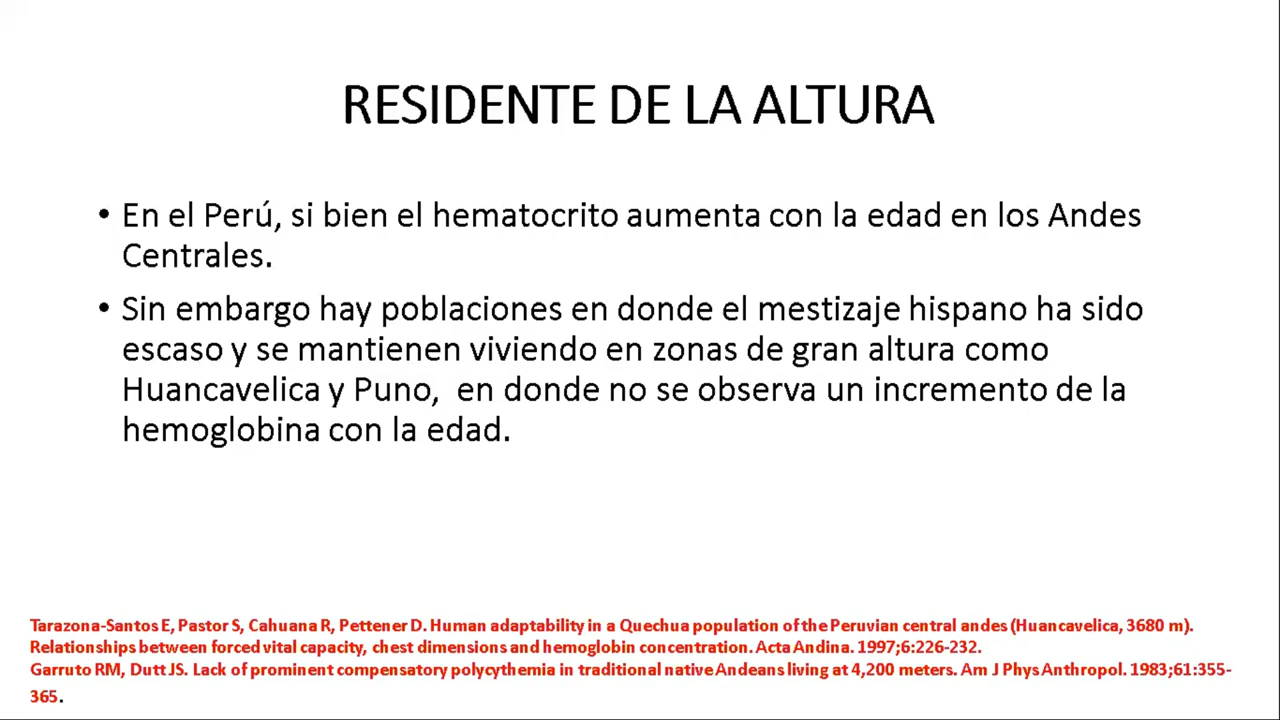 RESIDENTE DE LA ALTURA
• En el Perú, si bien el hematocrito aumenta con la edad en los Andes
Centrales.
• Sin embargo hay poblaciones en donde el mestizaje hispano ha sido
escaso y se mantienen viviendo en zonas de gran altura como
Huancavelica y Puno, en donde no se observa un incremento de la
hemoglobina con la edad.
Tarazona-Santos E, Pastor S, Cahuana R, Pettener D. Human adaptability in a Quechua population of the Peruvian central andes (Huancavelica, 3680 m).
Relationships between forced vital capacity, chest dimensions and hemoglobin concentration. Acta Andina. 1997;6:226-232.
Garruto RM, Dutt JS. Lack of prominent compensatory polycythemia in traditional native Andeans living at 4,200 meters. Am J Phys Anthropol. 1983;61:355-
365.